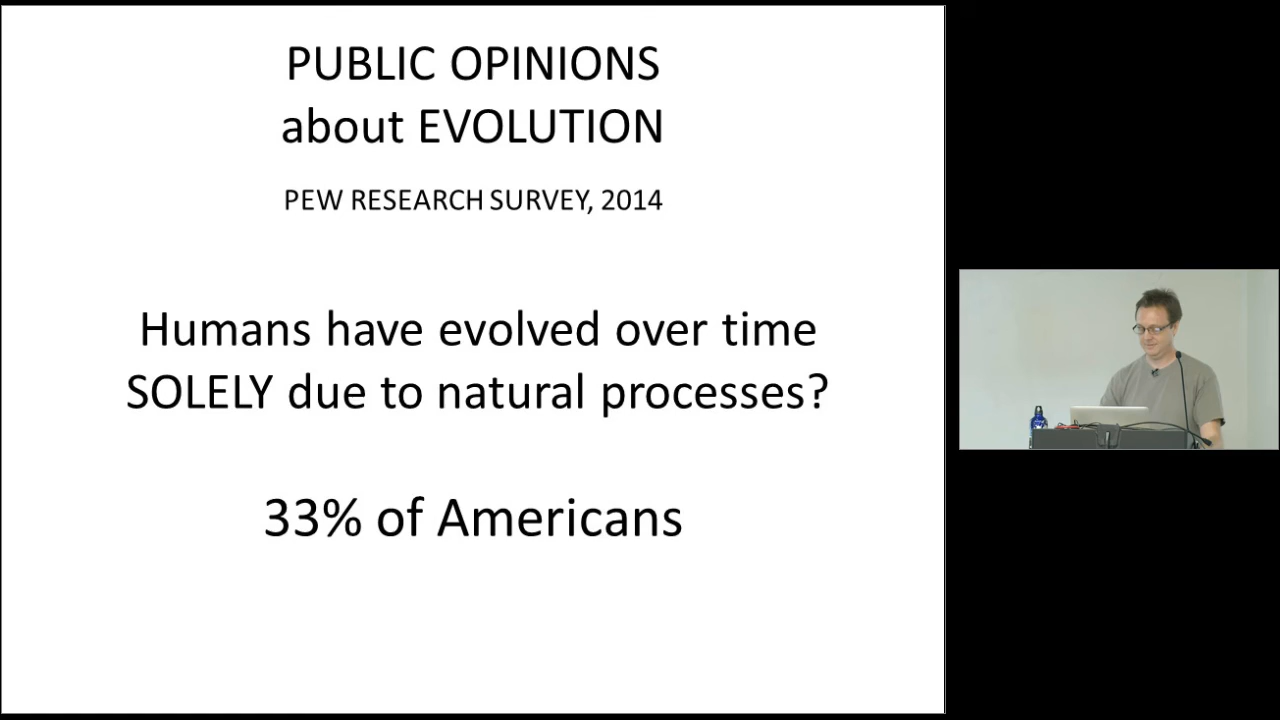 PUBLIC OPINIONS
about EVOLUTION
PEW RESEARCH SURVEY, 2014
Humans have evolved over time
SOLELY due to natural processes?
33% of Americans